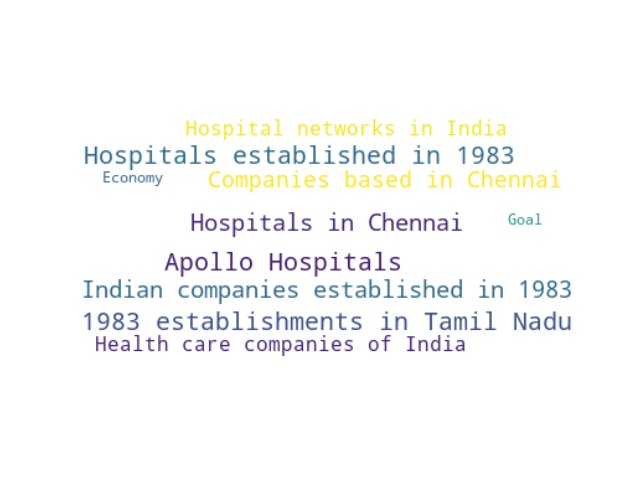 Hospital networks in India
Hospitals established in 1983
Economy
Companies based in Chennai
Hospitals in Chennai
Goal
Apollo Hospitals
Indian companies established in 1983
1983 establishments in Tamil Nadu
Health care companies of India